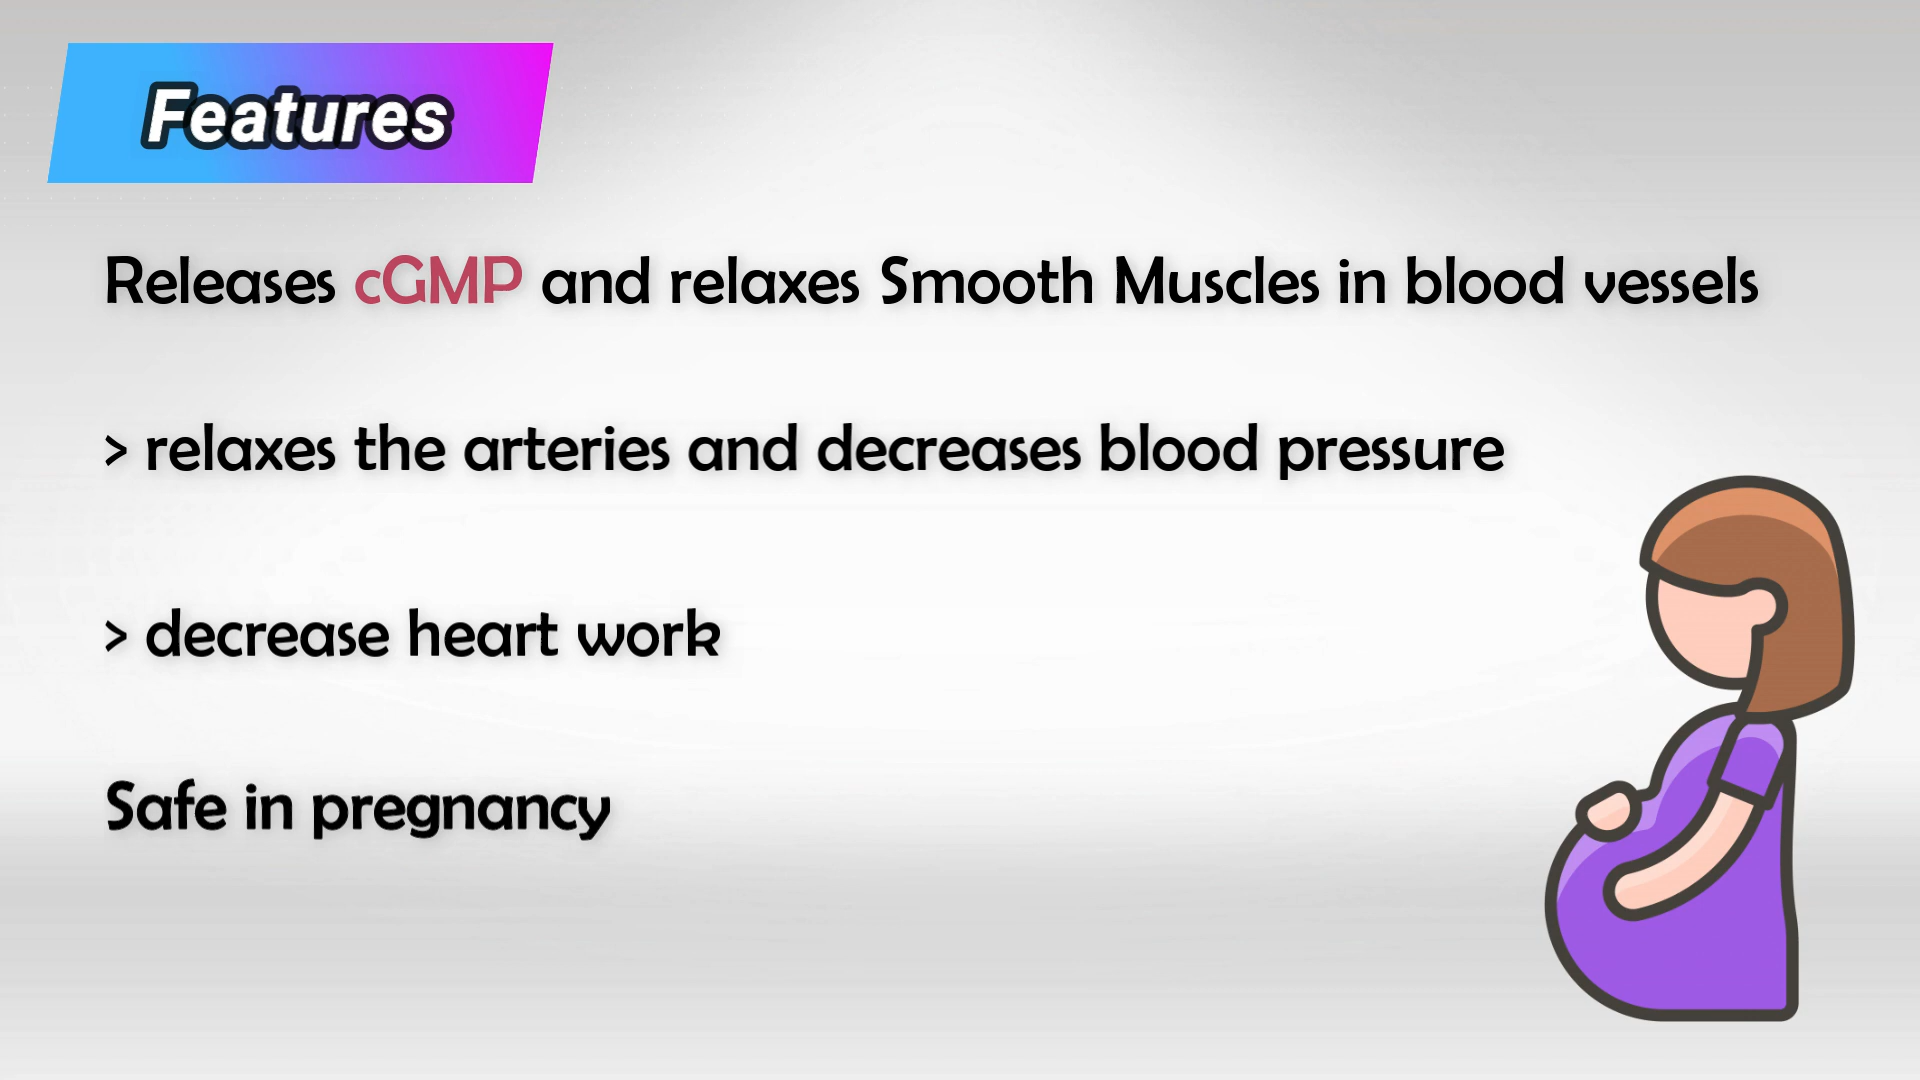 Features
Releases cGMP and relaxes Smooth Muscles in blood vessels
> relaxes the arteries and decreases blood pressure
> decrease heart work
Safe in pregnancy